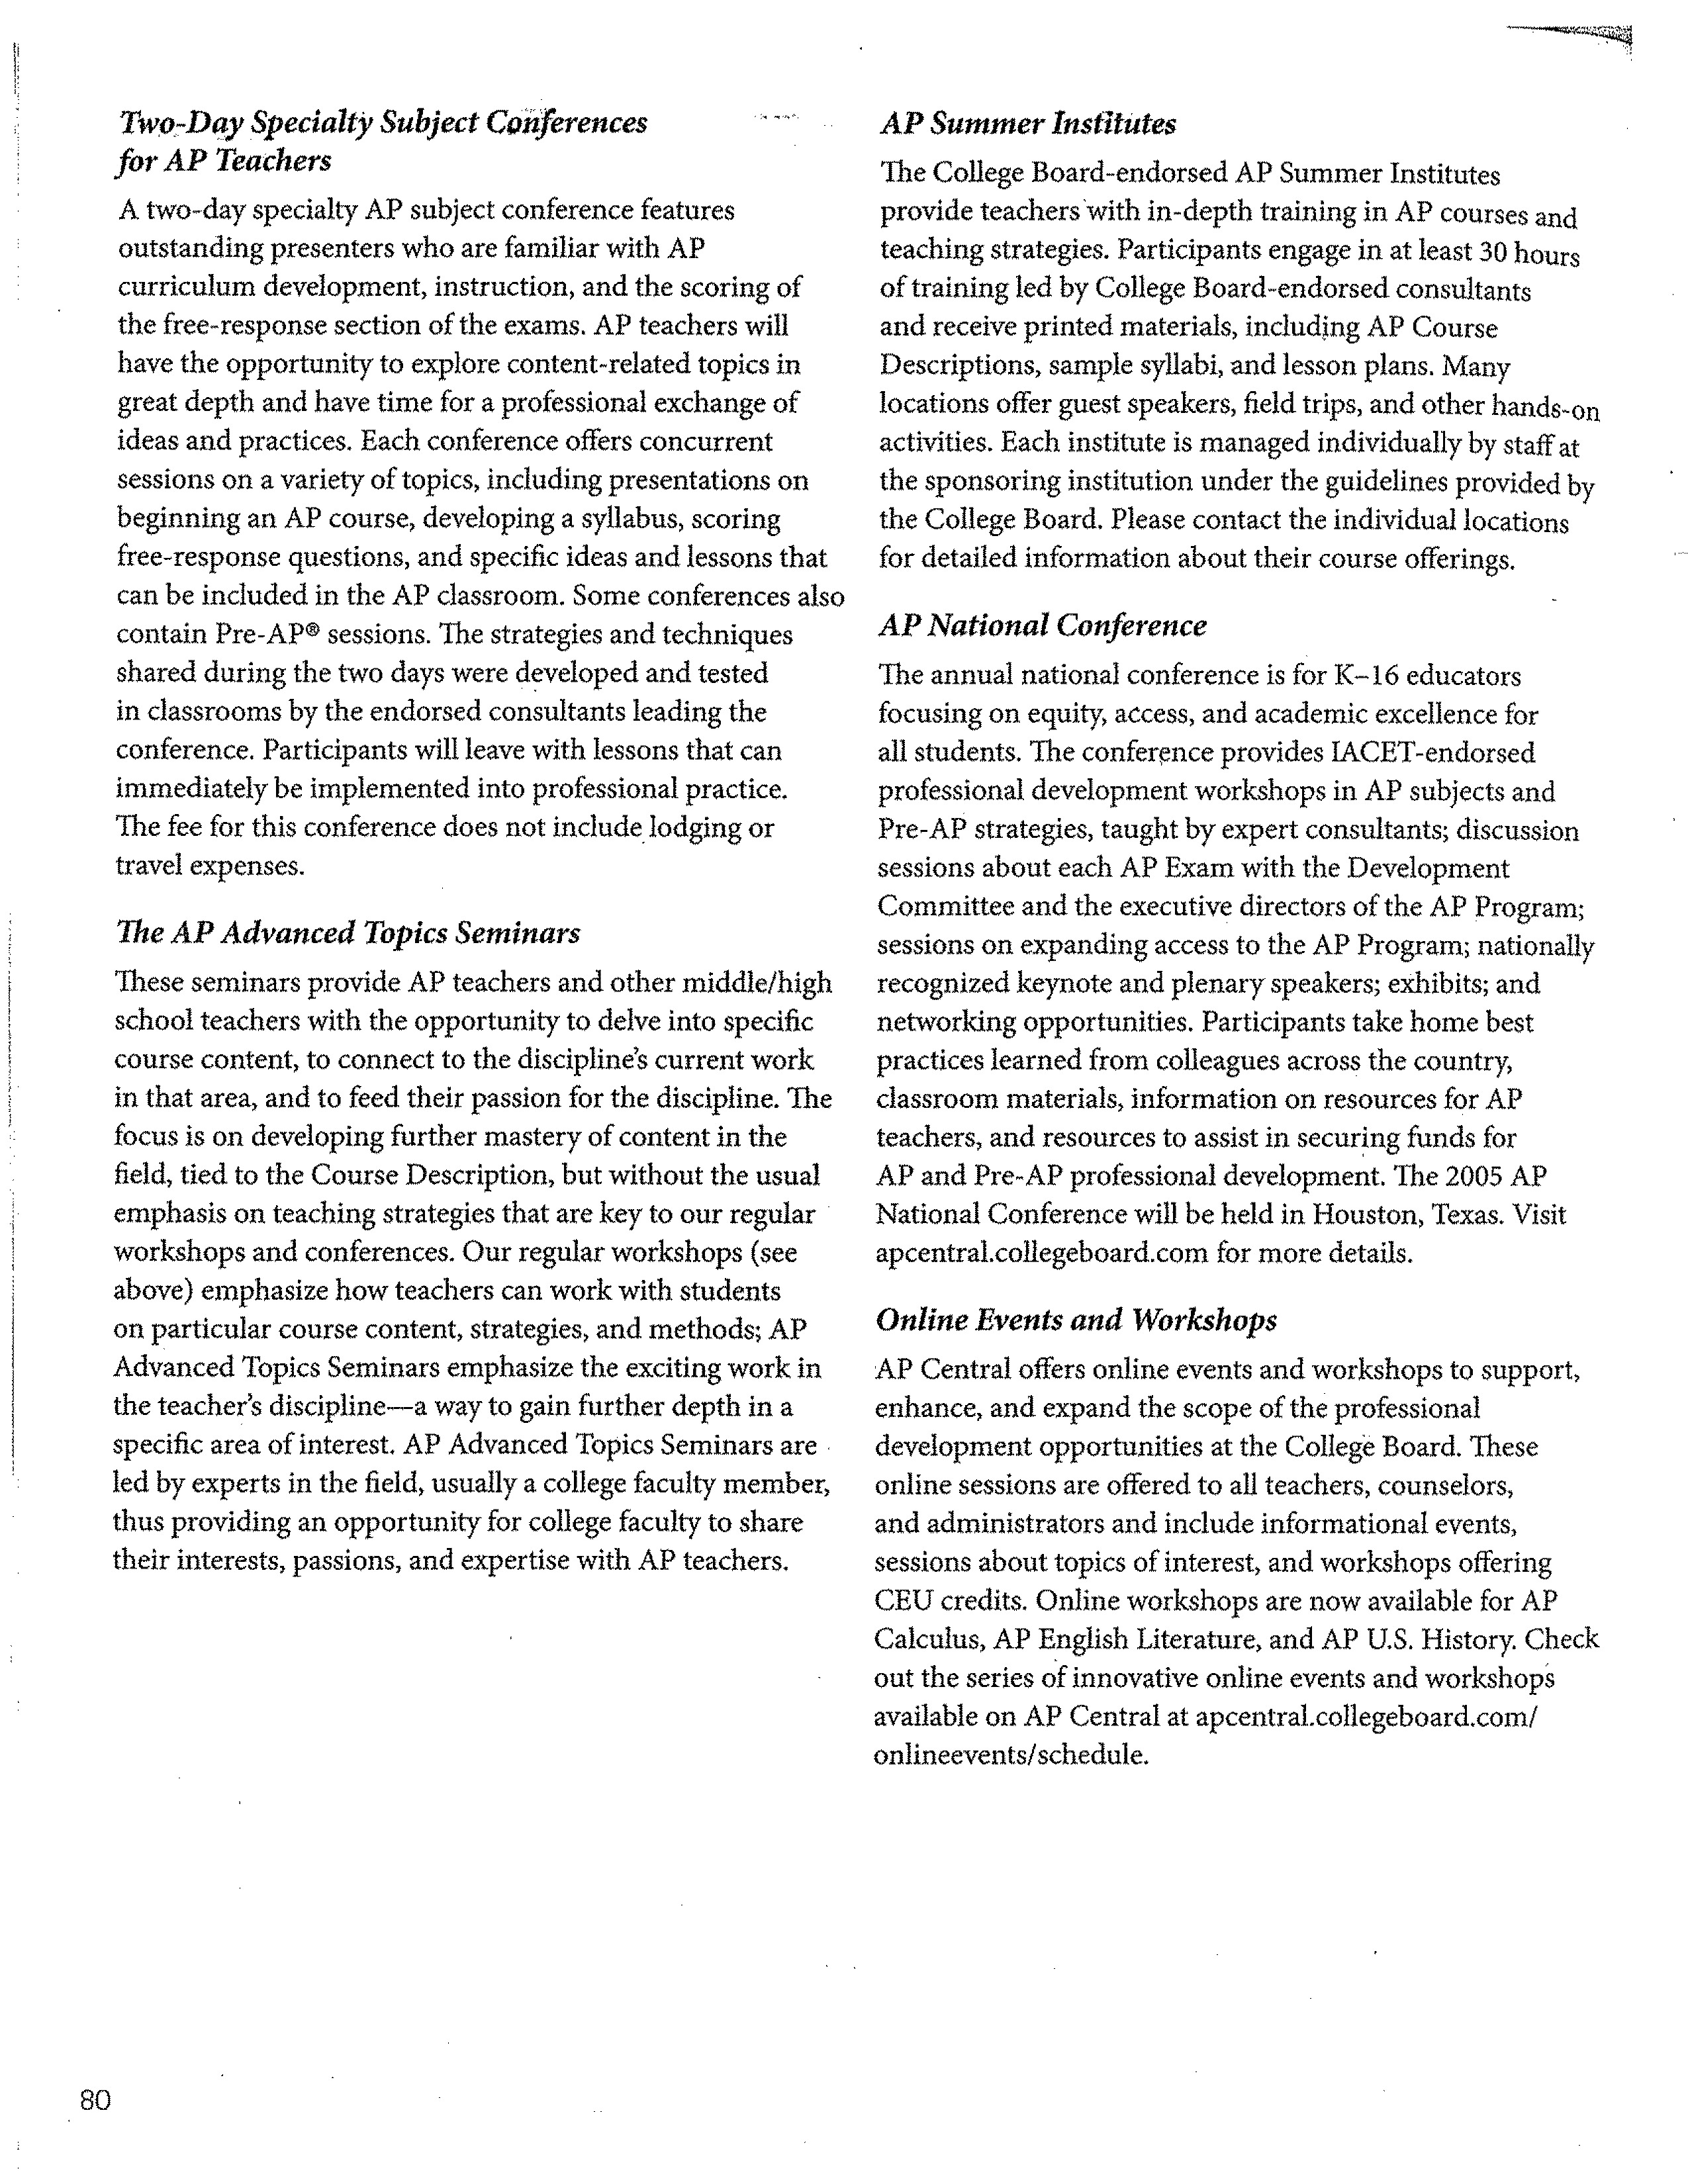 Two-Day Specialty Subject Conferences
for AP Teachers
A two-day specialty AP subject conference features
outstanding presenters who are familiar with AP
curriculum development, instruction, and the scoring of
the free-response section of the exams. AP teachers will
have the opportunity to explore content-related topics in
great depth and have time for a professional exchange of
ideas and practices. Each conference offers concurrent
sessions on a variety of topics, including presentations on
beginning an AP course, developing a syllabus, scoring
free-response questions, and specific ideas and lessons that
can be included in the AP classroom. Some conferences also
contain Pre-AP® sessions. The strategies and techniques
shared during the two days were developed and tested
in classrooms by the endorsed consultants leading the
conference. Participants will leave with lessons that can
immediately be implemented into professional practice.
The fee for this conference does not include lodging or
travel expenses.
The AP Advanced Topics Seminars
These seminars provide AP teachers and other middle/high
school teachers with the opportunity to delve into specific
course content, to connect to the discipline's current work
in that area, and to feed their passion for the discipline. The
focus is on developing further mastery of content in the
field, tied to the Course Description, but without the usual
emphasis on teaching strategies that are key to our regular
workshops and conferences. Our regular workshops (see
above) emphasize how teachers can work with students
on particular course content, strategies, and methods; AP
Advanced Topics Seminars emphasize the exciting work in
the teacher's discipline—a way to gain further depth in a
specific area of interest. AP Advanced Topics Seminars are
led by experts in the field, usually a college faculty member,
thus providing an opportunity for college faculty to share
their interests, passions, and expertise with AP teachers.
AP Summer Institutes
The College Board-endorsed AP Summer Institutes
provide teachers with in-depth training in AP courses and
teaching strategies. Participants engage in at least 30 hours
of training led by College Board-endorsed consultants
and receive printed materials, including AP Course
Descriptions, sample syllabi, and lesson plans. Many
locations offer guest speakers, field trips, and other hands-on
activities. Each institute is managed individually by staff at
the sponsoring institution under the guidelines provided by
the College Board. Please contact the individual locations
for detailed information about their course offerings.
AP National Conference
The annual national conference is for K–16 educators
focusing on equity, access, and academic excellence for
all students. The conference provides IACET-endorsed
professional development workshops in AP subjects and
Pre-AP strategies, taught by expert consultants; discussion
sessions about each AP Exam with the Development
Committee and the executive directors of the AP Program;
sessions on expanding access to the AP Program; nationally
recognized keynote and plenary speakers; exhibits; and
networking opportunities. Participants take home best
practices learned from colleagues across the country,
classroom materials, information on resources for AP
teachers, and resources to assist in securing funds for
AP and Pre-AP professional development. The 2005 AP
National Conference will be held in Houston, Texas. Visit
apcentral.collegeboard.com for more details.
Online Events and Workshops
AP Central offers online events and workshops to support,
enhance, and expand the scope of the professional
development opportunities at the College Board. These
online sessions are offered to all teachers, counselors,
and administrators and include informational events,
sessions about topics of interest, and workshops offering
CEU credits. Online workshops are now available for AP
Calculus, AP English Literature, and AP U.S. History. Check
out the series of innovative online events and workshops
available on AP Central at apcentral.collegeboard.com/
onlineevents/schedule.
80